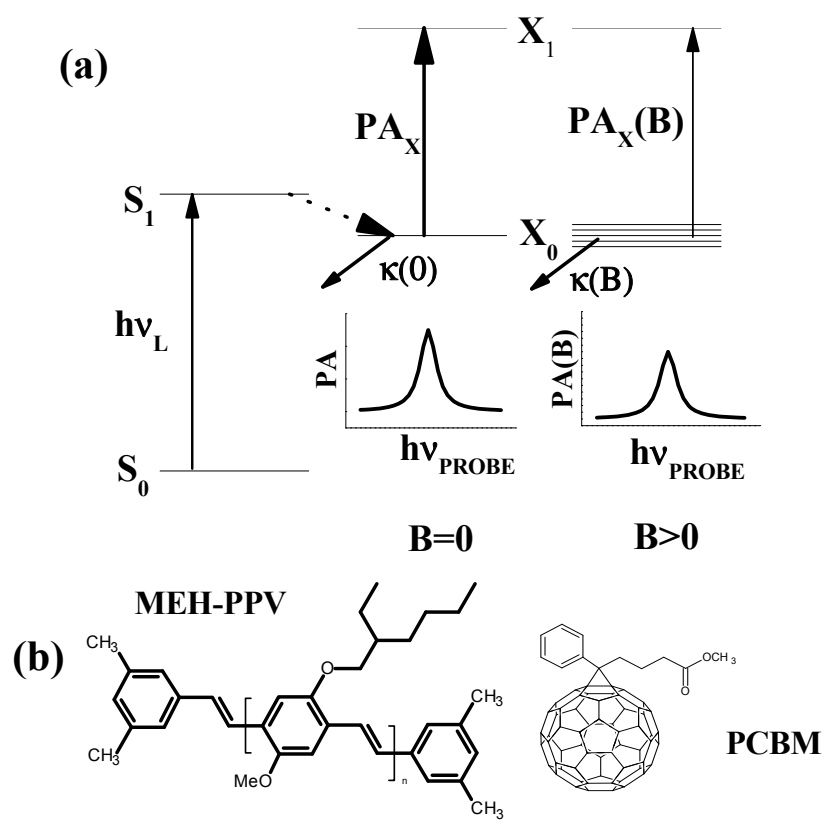 (a)
X₁
PAₓ
PAₓ(B)
S₁
X₀
κ(0)
κ(B)
hνL
PA
PA(B)
hνPROBE
hνPROBE
S₀
B=0
B>0
MEH-PPV
(b)
CH₃
O
CH₃
MeO
n
CH₃
CH₃
OCH₃
O
PCBM